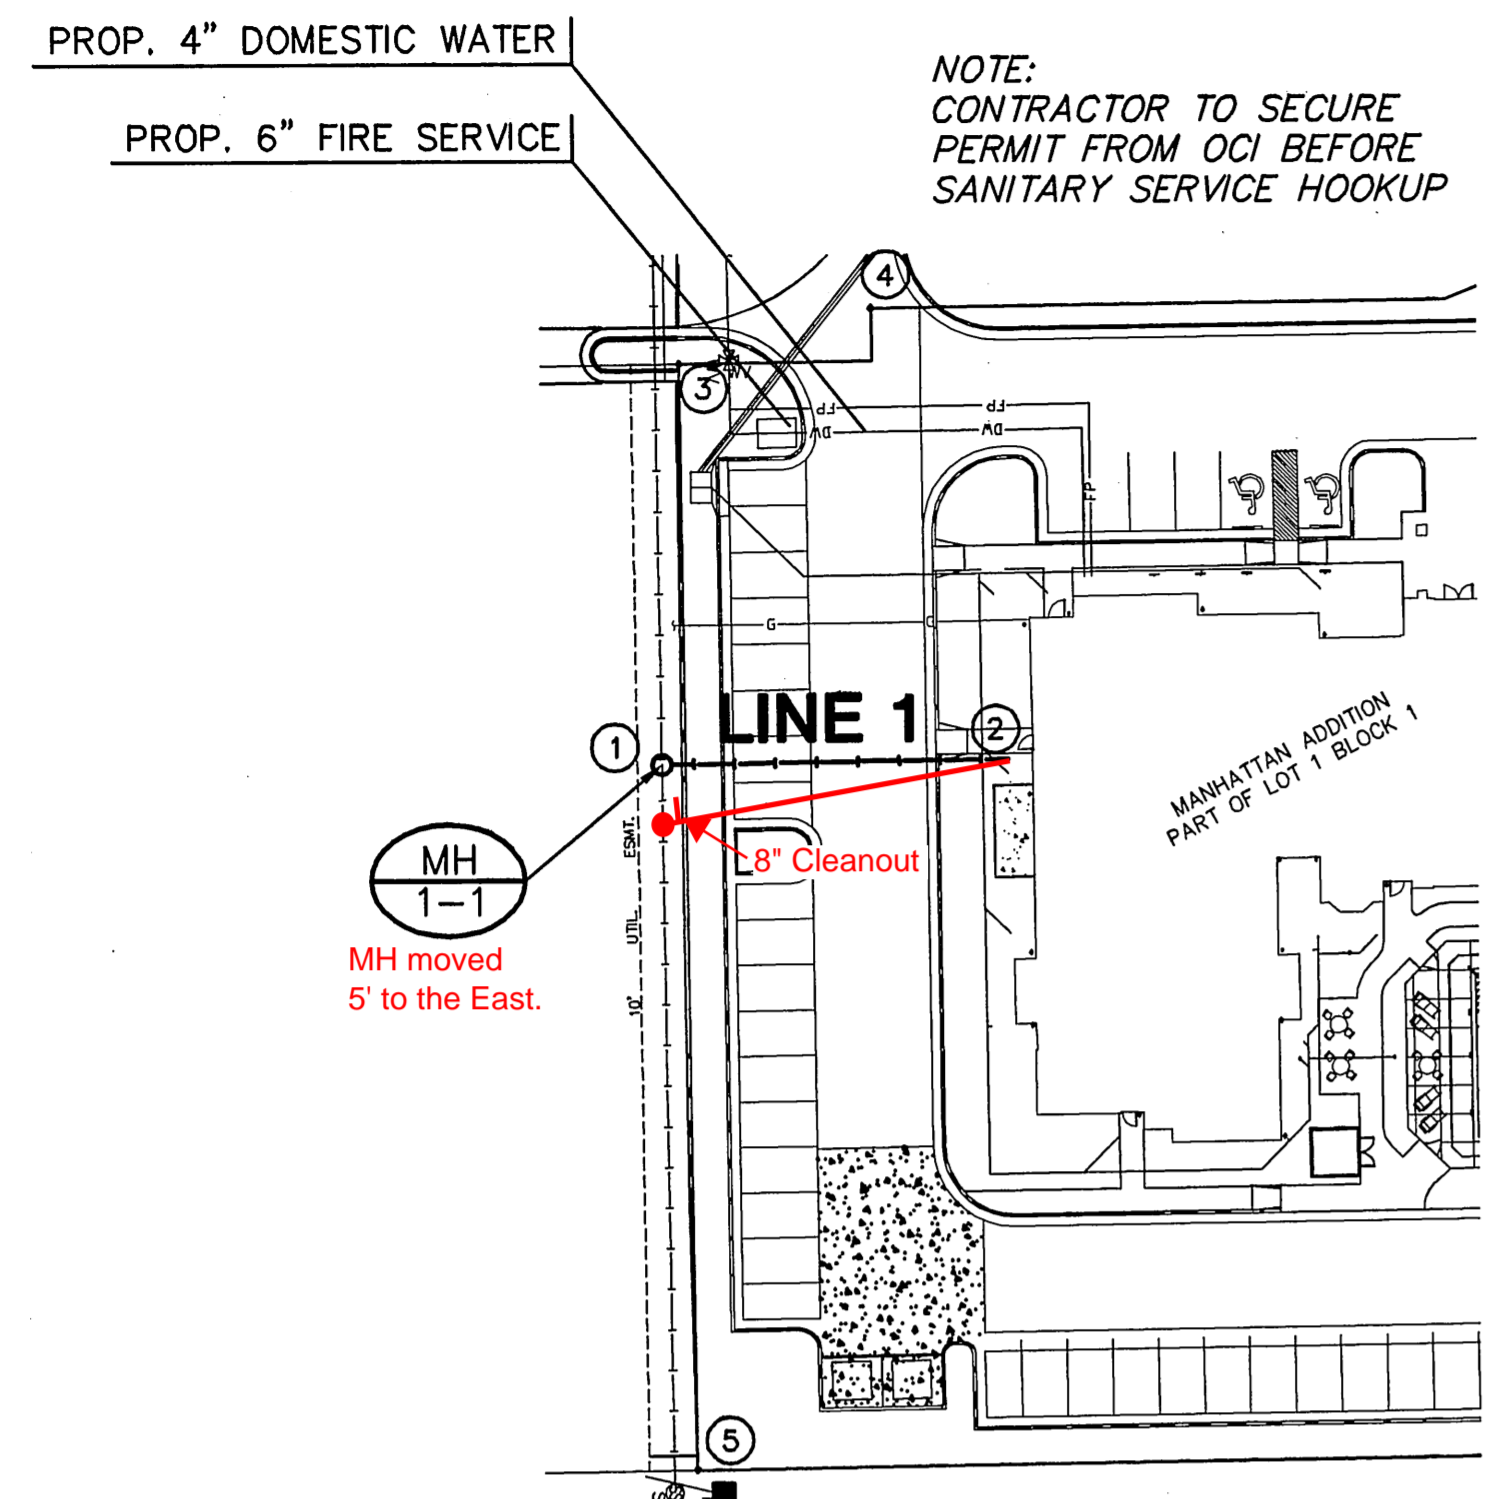 PROP. 4" DOMESTIC WATER
PROP. 6" FIRE SERVICE
NOTE:
CONTRACTOR TO SECURE
PERMIT FROM OCI BEFORE
SANITARY SERVICE HOOKUP
4
3
WV
FP
FP
DW
DW
FP
G
LINE 1
1
2
MANHATTAN ADDITION
PART OF LOT 1 BLOCK 1
8" Cleanout
MH
1-1
MH moved
5' to the East.
10' UTIL. ESMT.
5